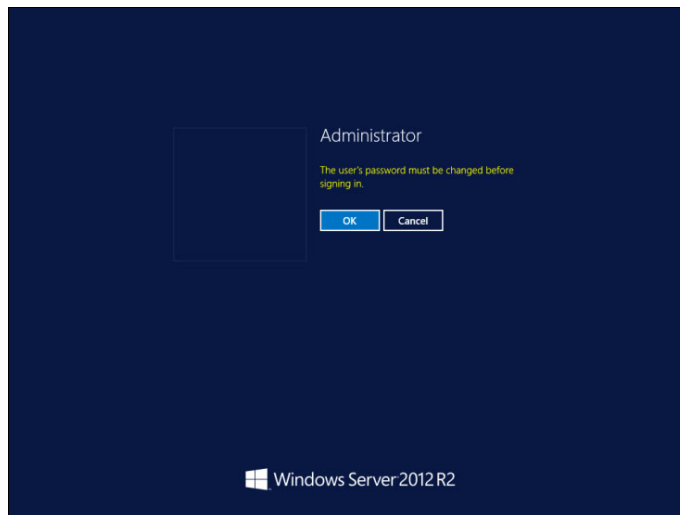 Administrator
The user's password must be changed before
signing in.
OK
Cancel
Windows Server 2012 R2